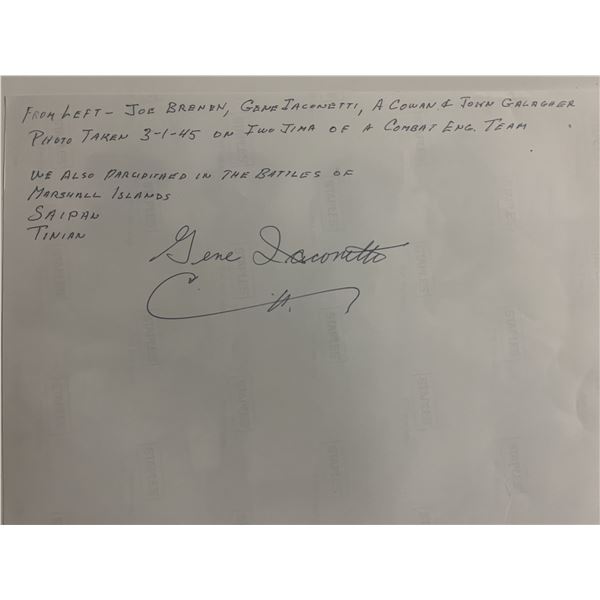 From Left - Joe Brenen, Gene Iaconetti, A Cowan & John Galagher
Photo Taken 3-1-45 on Iwo Jima of a Combat Eng. Team
We Also Parcipitaed in the Battles of
Marshall Islands
Saipan
Tinian
Gene Iaconetti